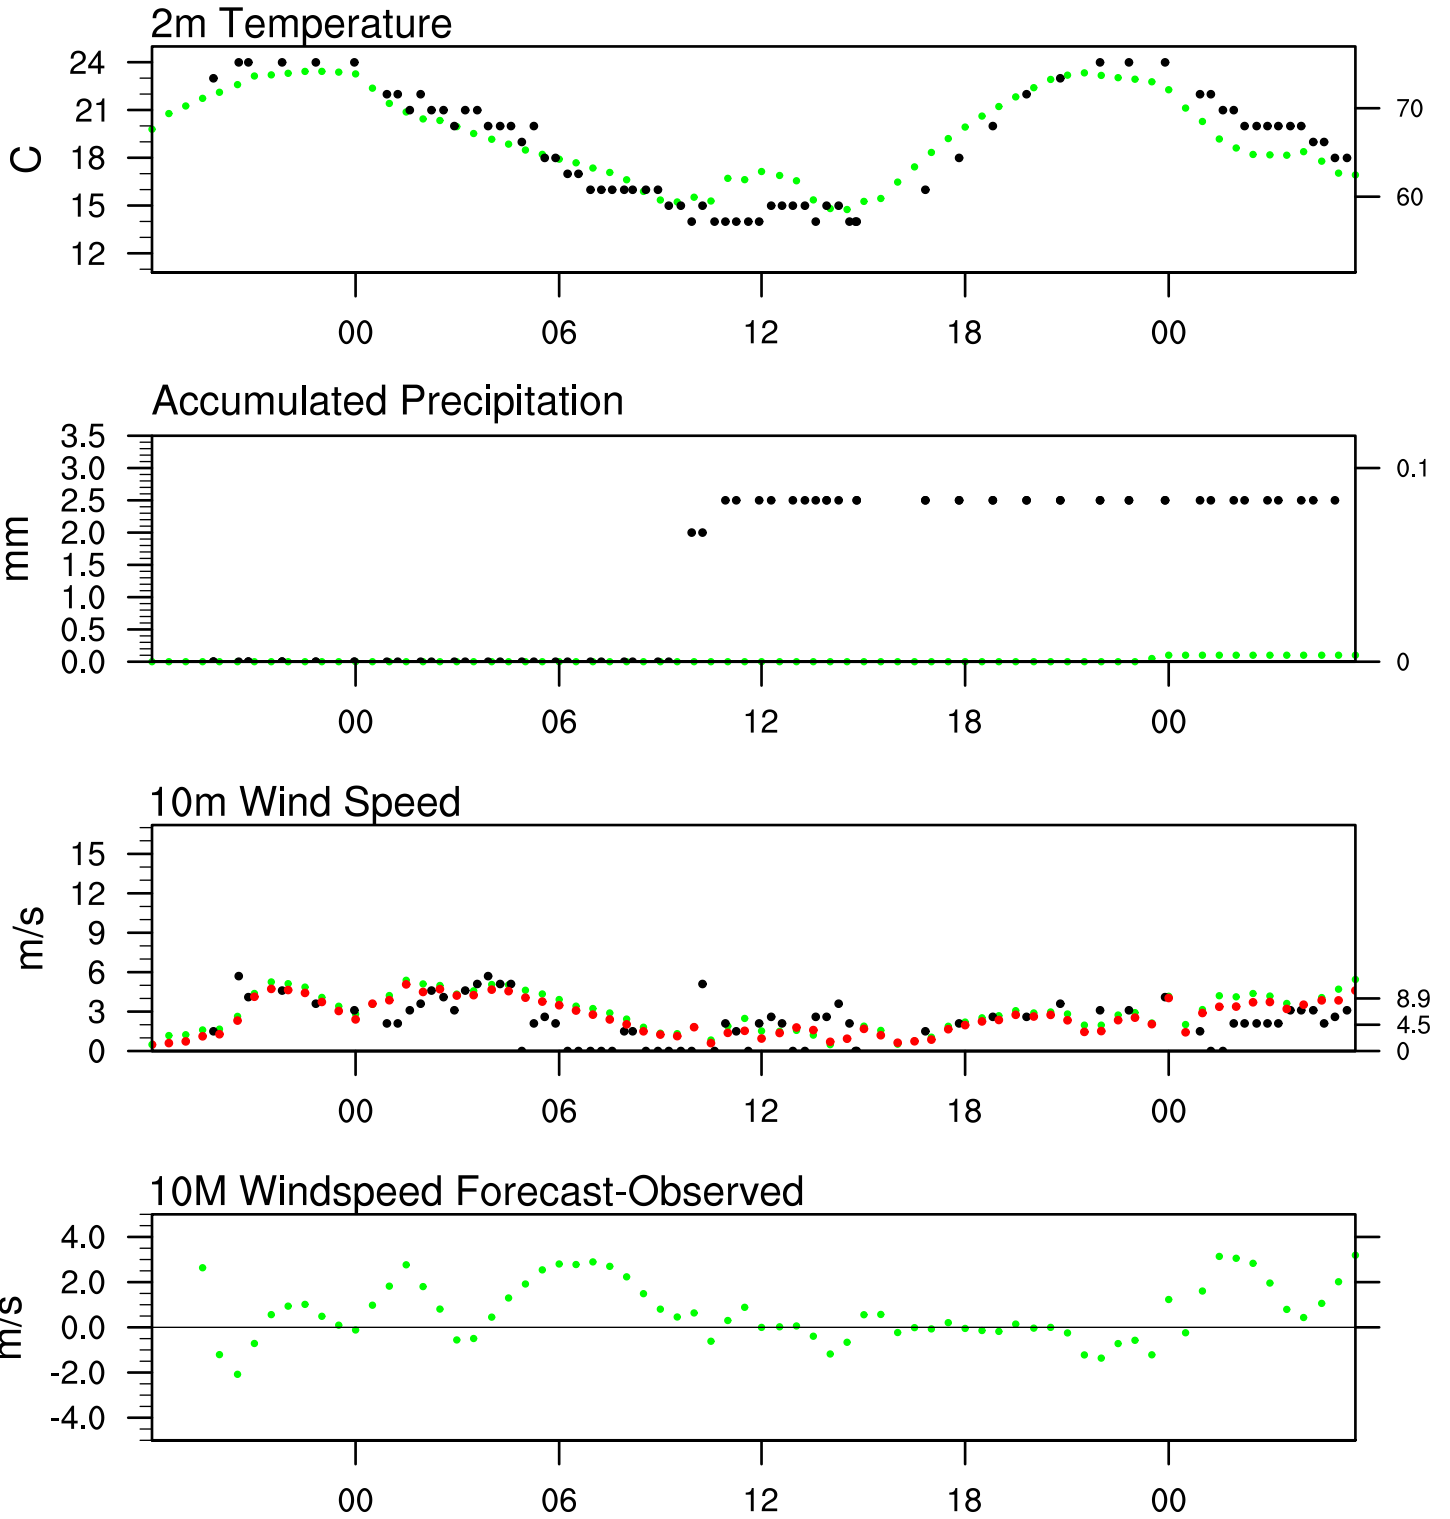 2m Temperature
24
21
18
15
12
C
70
60
00 06 12 18 00
Accumulated Precipitation
3.5
3.0
2.5
2.0
1.5
1.0
0.5
0.0
mm
0.1
0
00 06 12 18 00
10m Wind Speed
15
12
9
6
3
0
m/s
8.9
4.5
0
00 06 12 18 00
10M Windspeed Forecast-Observed
4.0
2.0
0.0
-2.0
-4.0
m/s
00 06 12 18 00